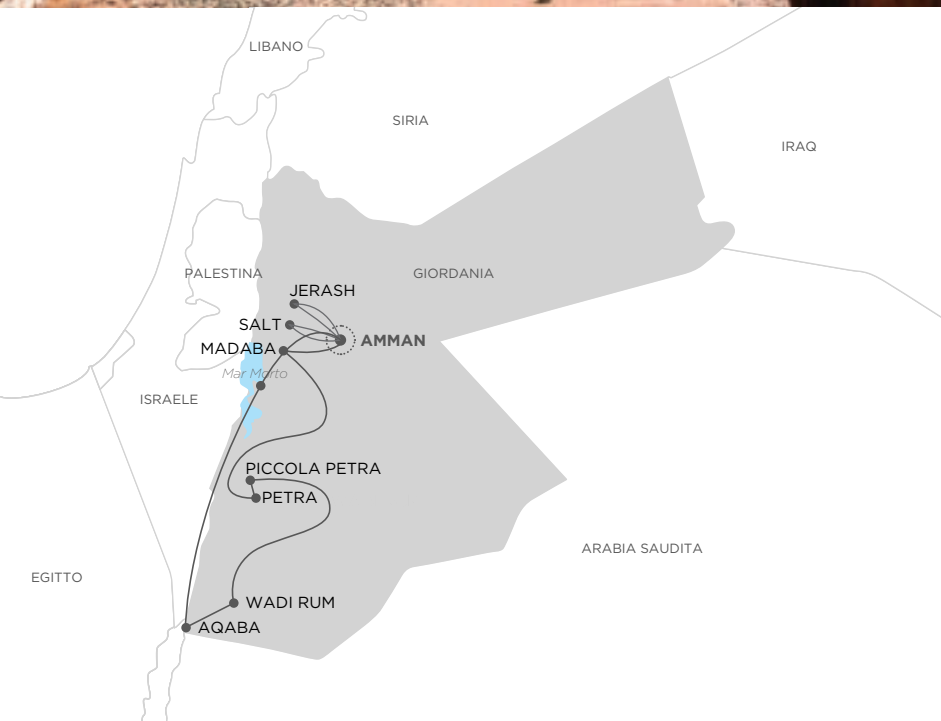 LIBANO
SIRIA
IRAQ
PALESTINA
GIORDANIA
JERASH
SALT
AMMAN
MADABA
Mar Morto
ISRAELE
PICCOLA PETRA
PETRA
ARABIA SAUDITA
EGITTO
WADI RUM
AQABA